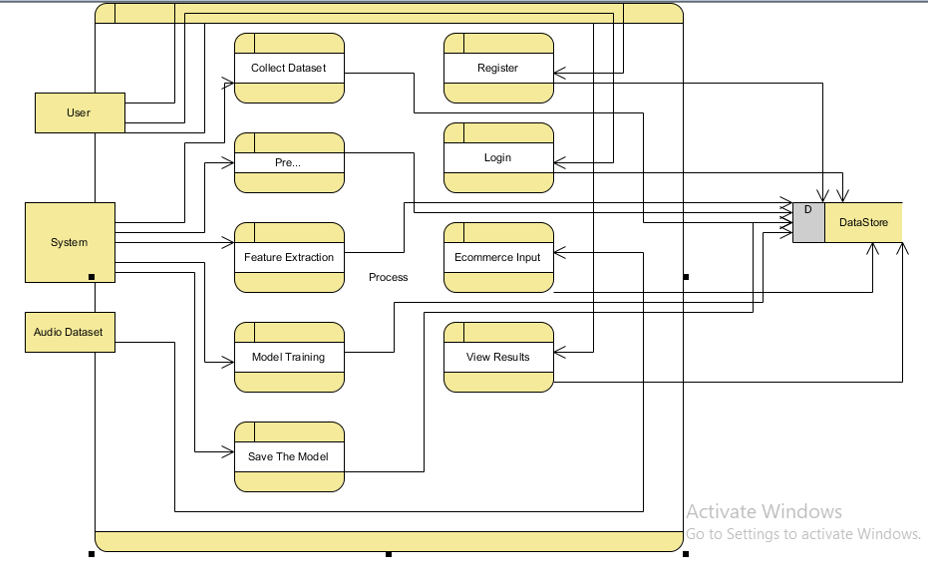 Collect Dataset
Register
User
Pre...
Login
D
System
DataStore
Feature Extraction
Ecommerce Input
Process
Audio Dataset
Model Training
View Results
Save The Model
Activate Windows
Go to Settings to activate Windows.